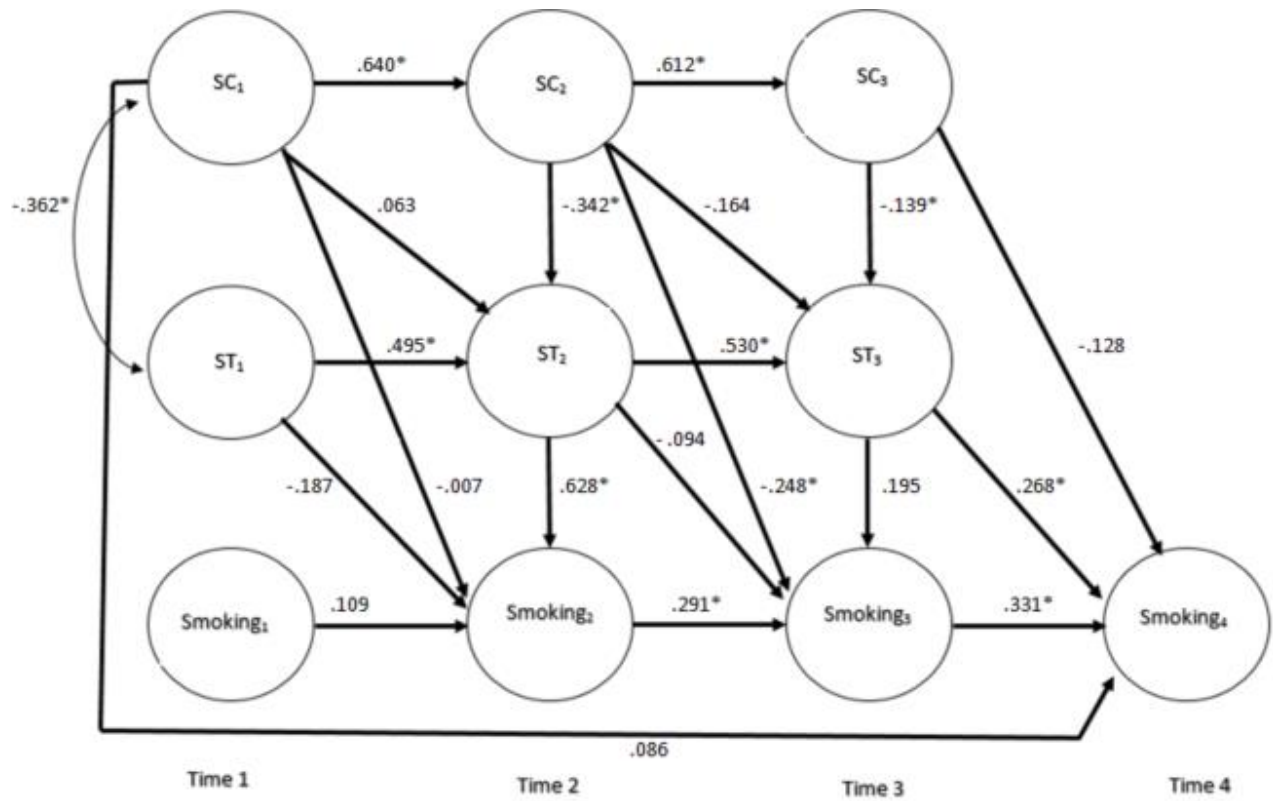 .640*
.612*
SC₁
SC₂
SC₃
-.362*
.063
-.342*
-.164
-.139*
ST₁
.495*
ST₂
.530*
ST₃
-.128
-.094
-.187
-.007
.628*
-.248*
.195
.268*
Smoking₁
.109
Smoking₂
.291*
Smoking₃
.331*
Smoking₄
.086
Time 1
Time 2
Time 3
Time 4